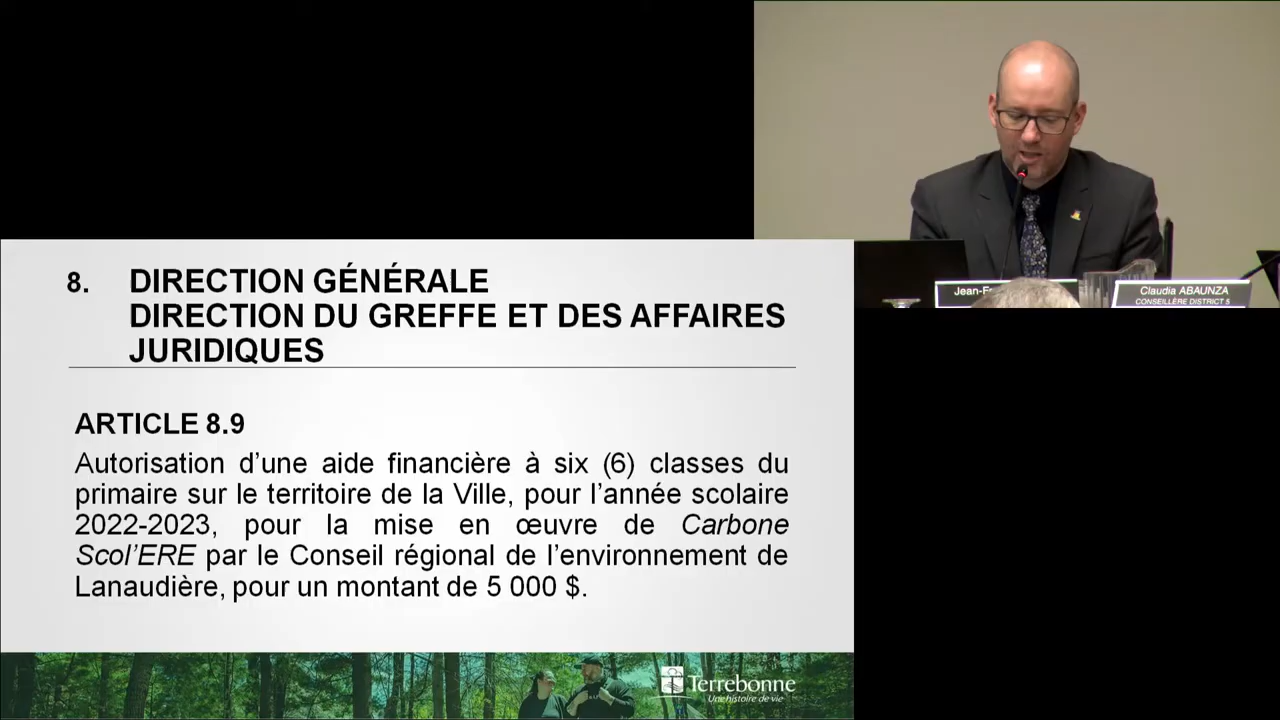 Jean-F
Claudia ABAUNZA
CONSEILLÈRE DISTRICT 5
8. DIRECTION GÉNÉRALE
DIRECTION DU GREFFE ET DES AFFAIRES
JURIDIQUES
ARTICLE 8.9
Autorisation d’une aide financière à six (6) classes du
primaire sur le territoire de la Ville, pour l’année scolaire
2022-2023, pour la mise en œuvre de Carbone
Scol’ERE par le Conseil régional de l’environnement de
Lanaudière, pour un montant de 5 000 $.
Terrebonne
Une histoire de vie